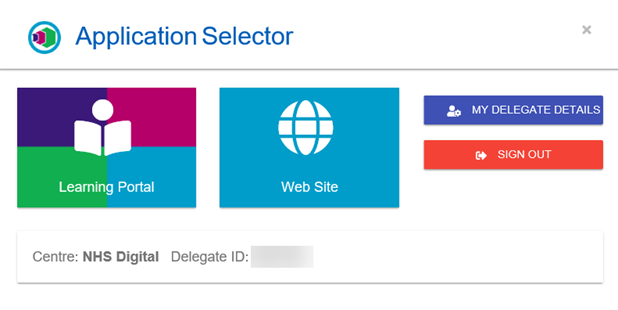 Application Selector
×
Learning Portal
Web Site
MY DELEGATE DETAILS
SIGN OUT
Centre: NHS Digital Delegate ID: